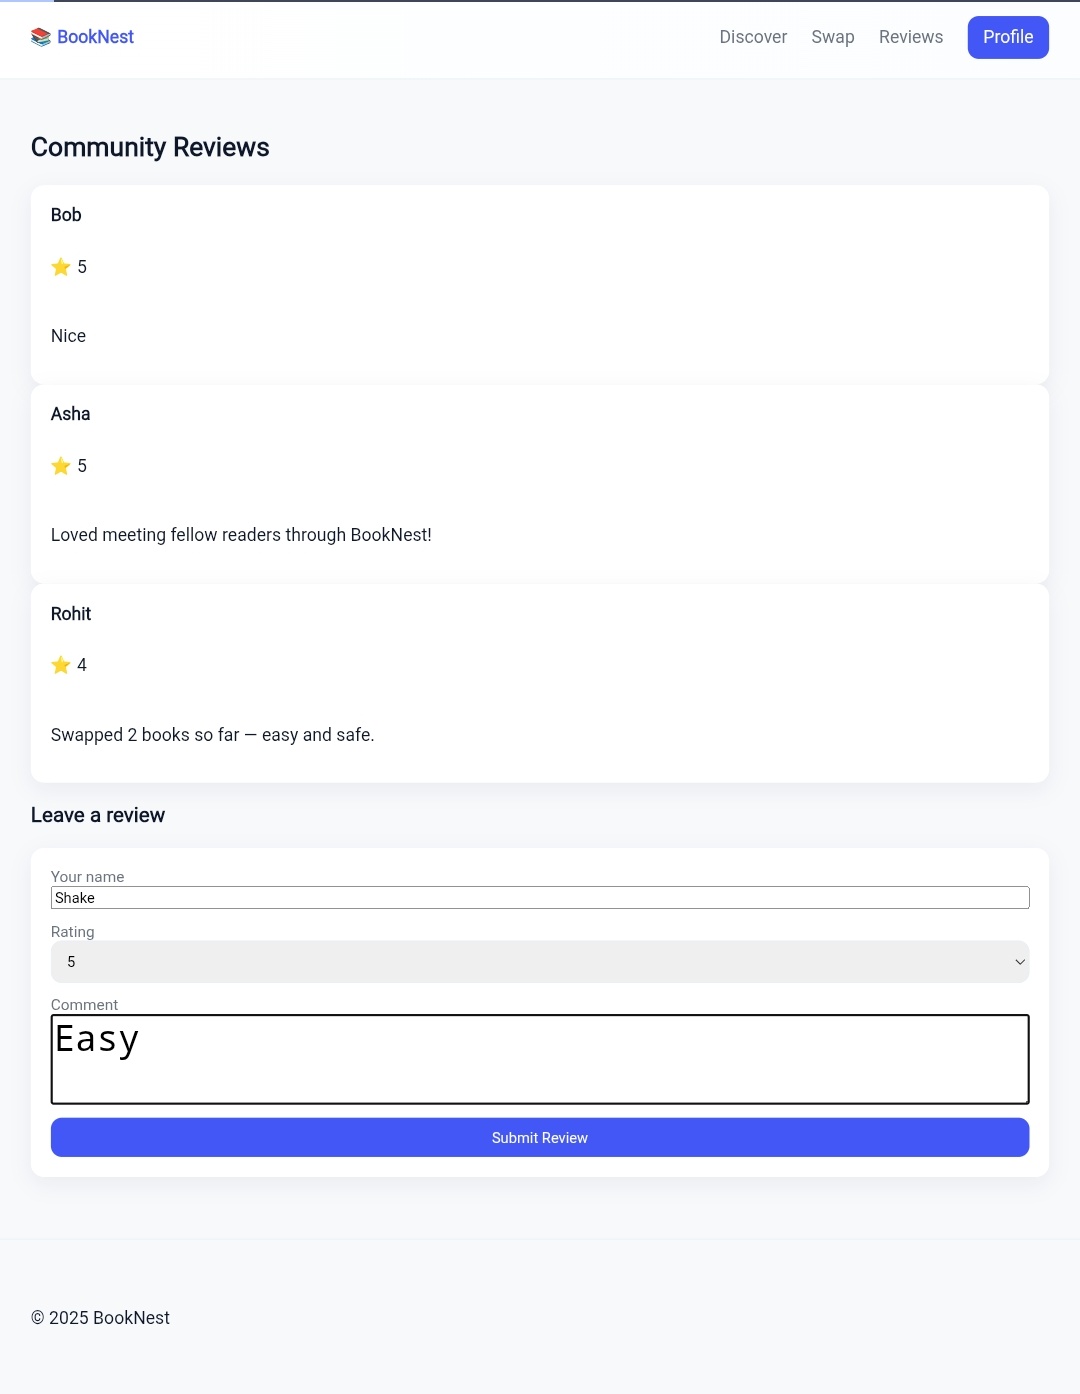 📚 BookNest
Discover Swap Reviews Profile
Community Reviews
Bob
⭐ 5
Nice
Asha
⭐ 5
Loved meeting fellow readers through BookNest!
Rohit
⭐ 4
Swapped 2 books so far — easy and safe.
Leave a review
Your name
Shake
Rating
5
Comment
Easy
Submit Review
© 2025 BookNest